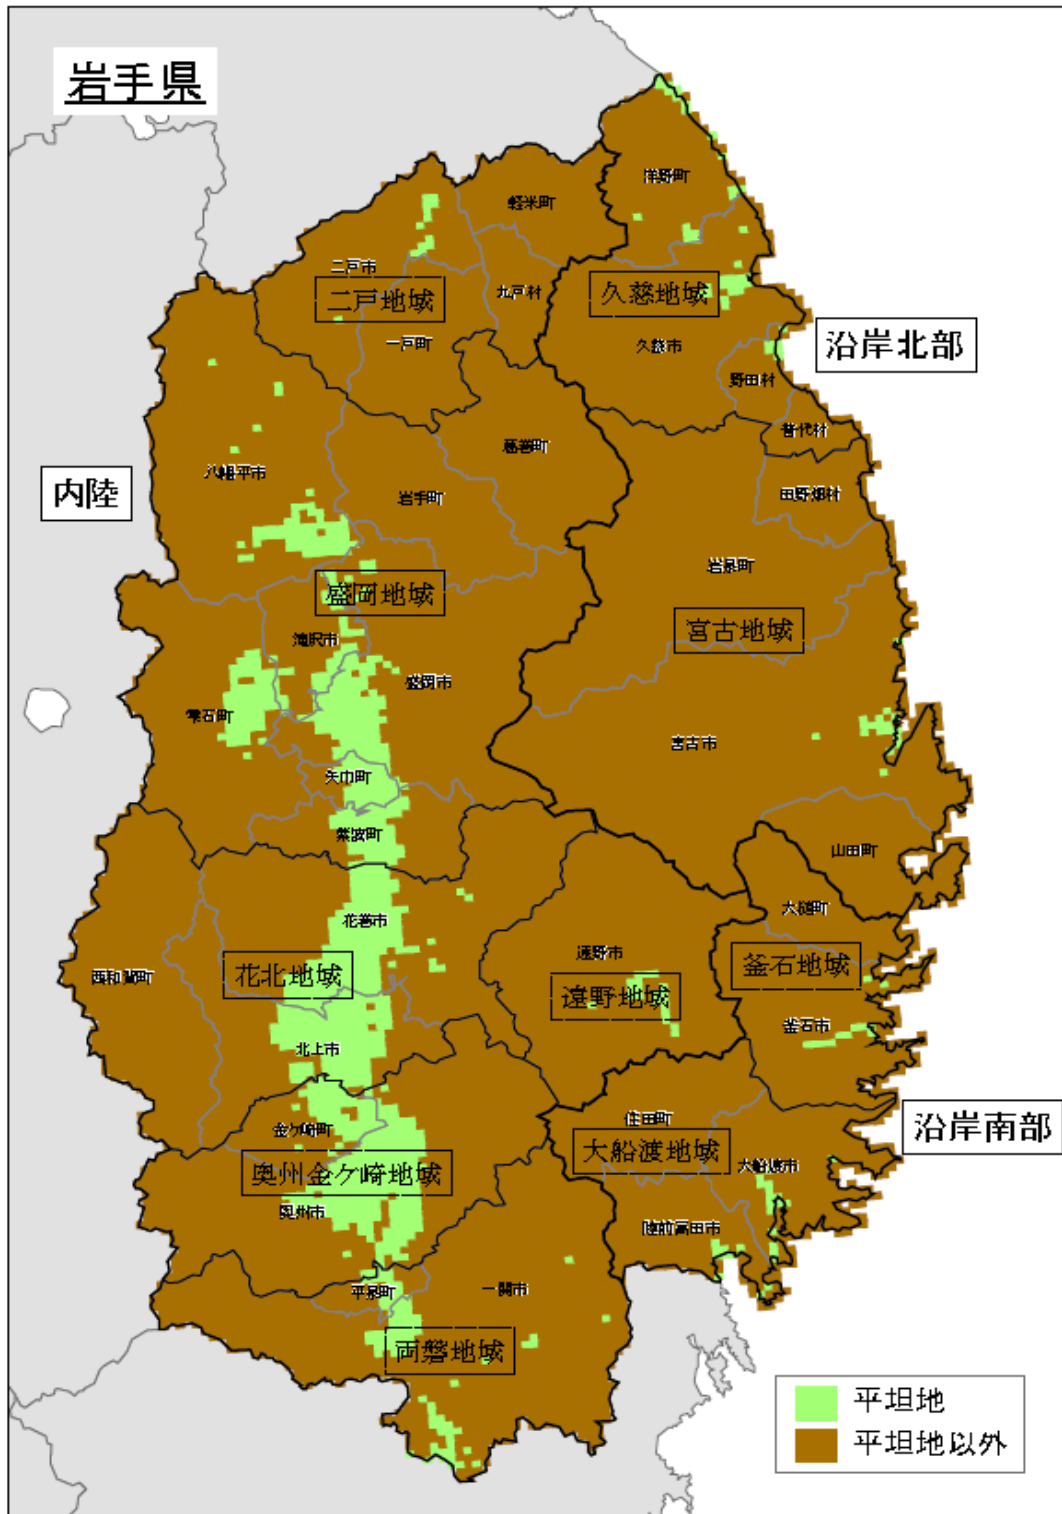 岩手県
洋野町
軽米町
二戸市
二戸地域
九戸村
久慈地域
一戸町
久慈市
沿岸北部
野田村
普代村
葛巻町
八幡平市
内陸
岩手町
田野畑村
岩泉町
盛岡地域
宮古地域
滝沢市
盛岡市
雫石町
宮古市
矢巾町
紫波町
山田町
花巻市
大槌町
遠野市
西和賀町
花北地域
釜石地域
遠野地域
釜石市
北上市
金ケ崎町
住田町
沿岸南部
大船渡地域
奥州金ケ崎地域
大船渡市
奥州市
陸前高田市
平泉町
一関市
両磐地域
平坦地
平坦地以外